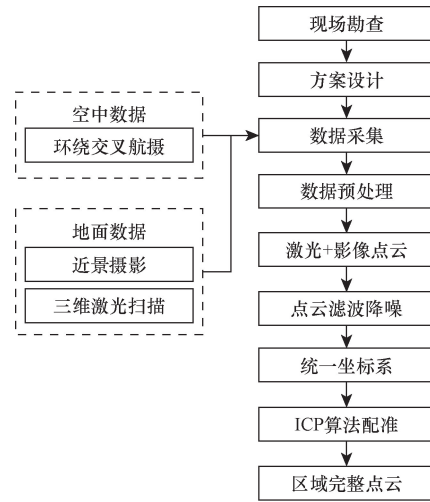 现场勘查
方案设计
空中数据
环绕交叉航摄
数据采集
数据预处理
地面数据
近景摄影
三维激光扫描
激光+影像点云
点云滤波降噪
统一坐标系
ICP算法配准
区域完整点云